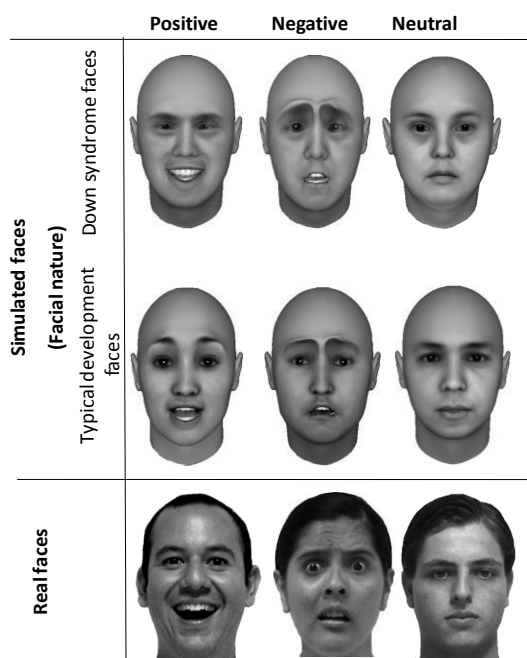 Positive Negative Neutral
Simulated faces
(Facial nature)
Down syndrome faces
Typical development
faces
Real faces